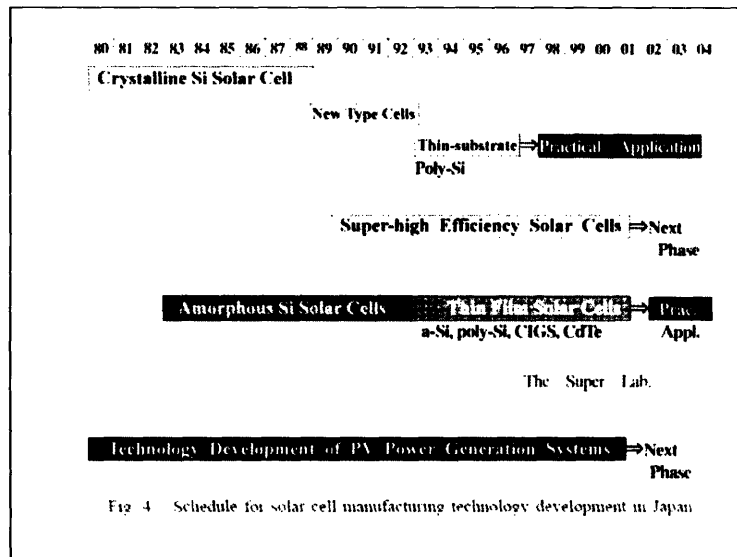 80 81 82 83 84 85 86 87 88 89 90 91 92 93 94 95 96 97 98 99 00 01 02 03 04
Crystalline Si Solar Cell
New Type Cells
Thin-substrate ⇒ Practical Application
Poly-Si
Super-high Efficiency Solar Cells ⇒ Next
Phase
Amorphous Si Solar Cells Thin Film Solar Cells ⇒ Prac.
a-Si, poly-Si, CIGS, CdTe Appl.
The Super Lab.
Technology Development of PV Power Generation Systems ⇒ Next
Phase
Fig. 4 Schedule for solar cell manufacturing technology development in Japan